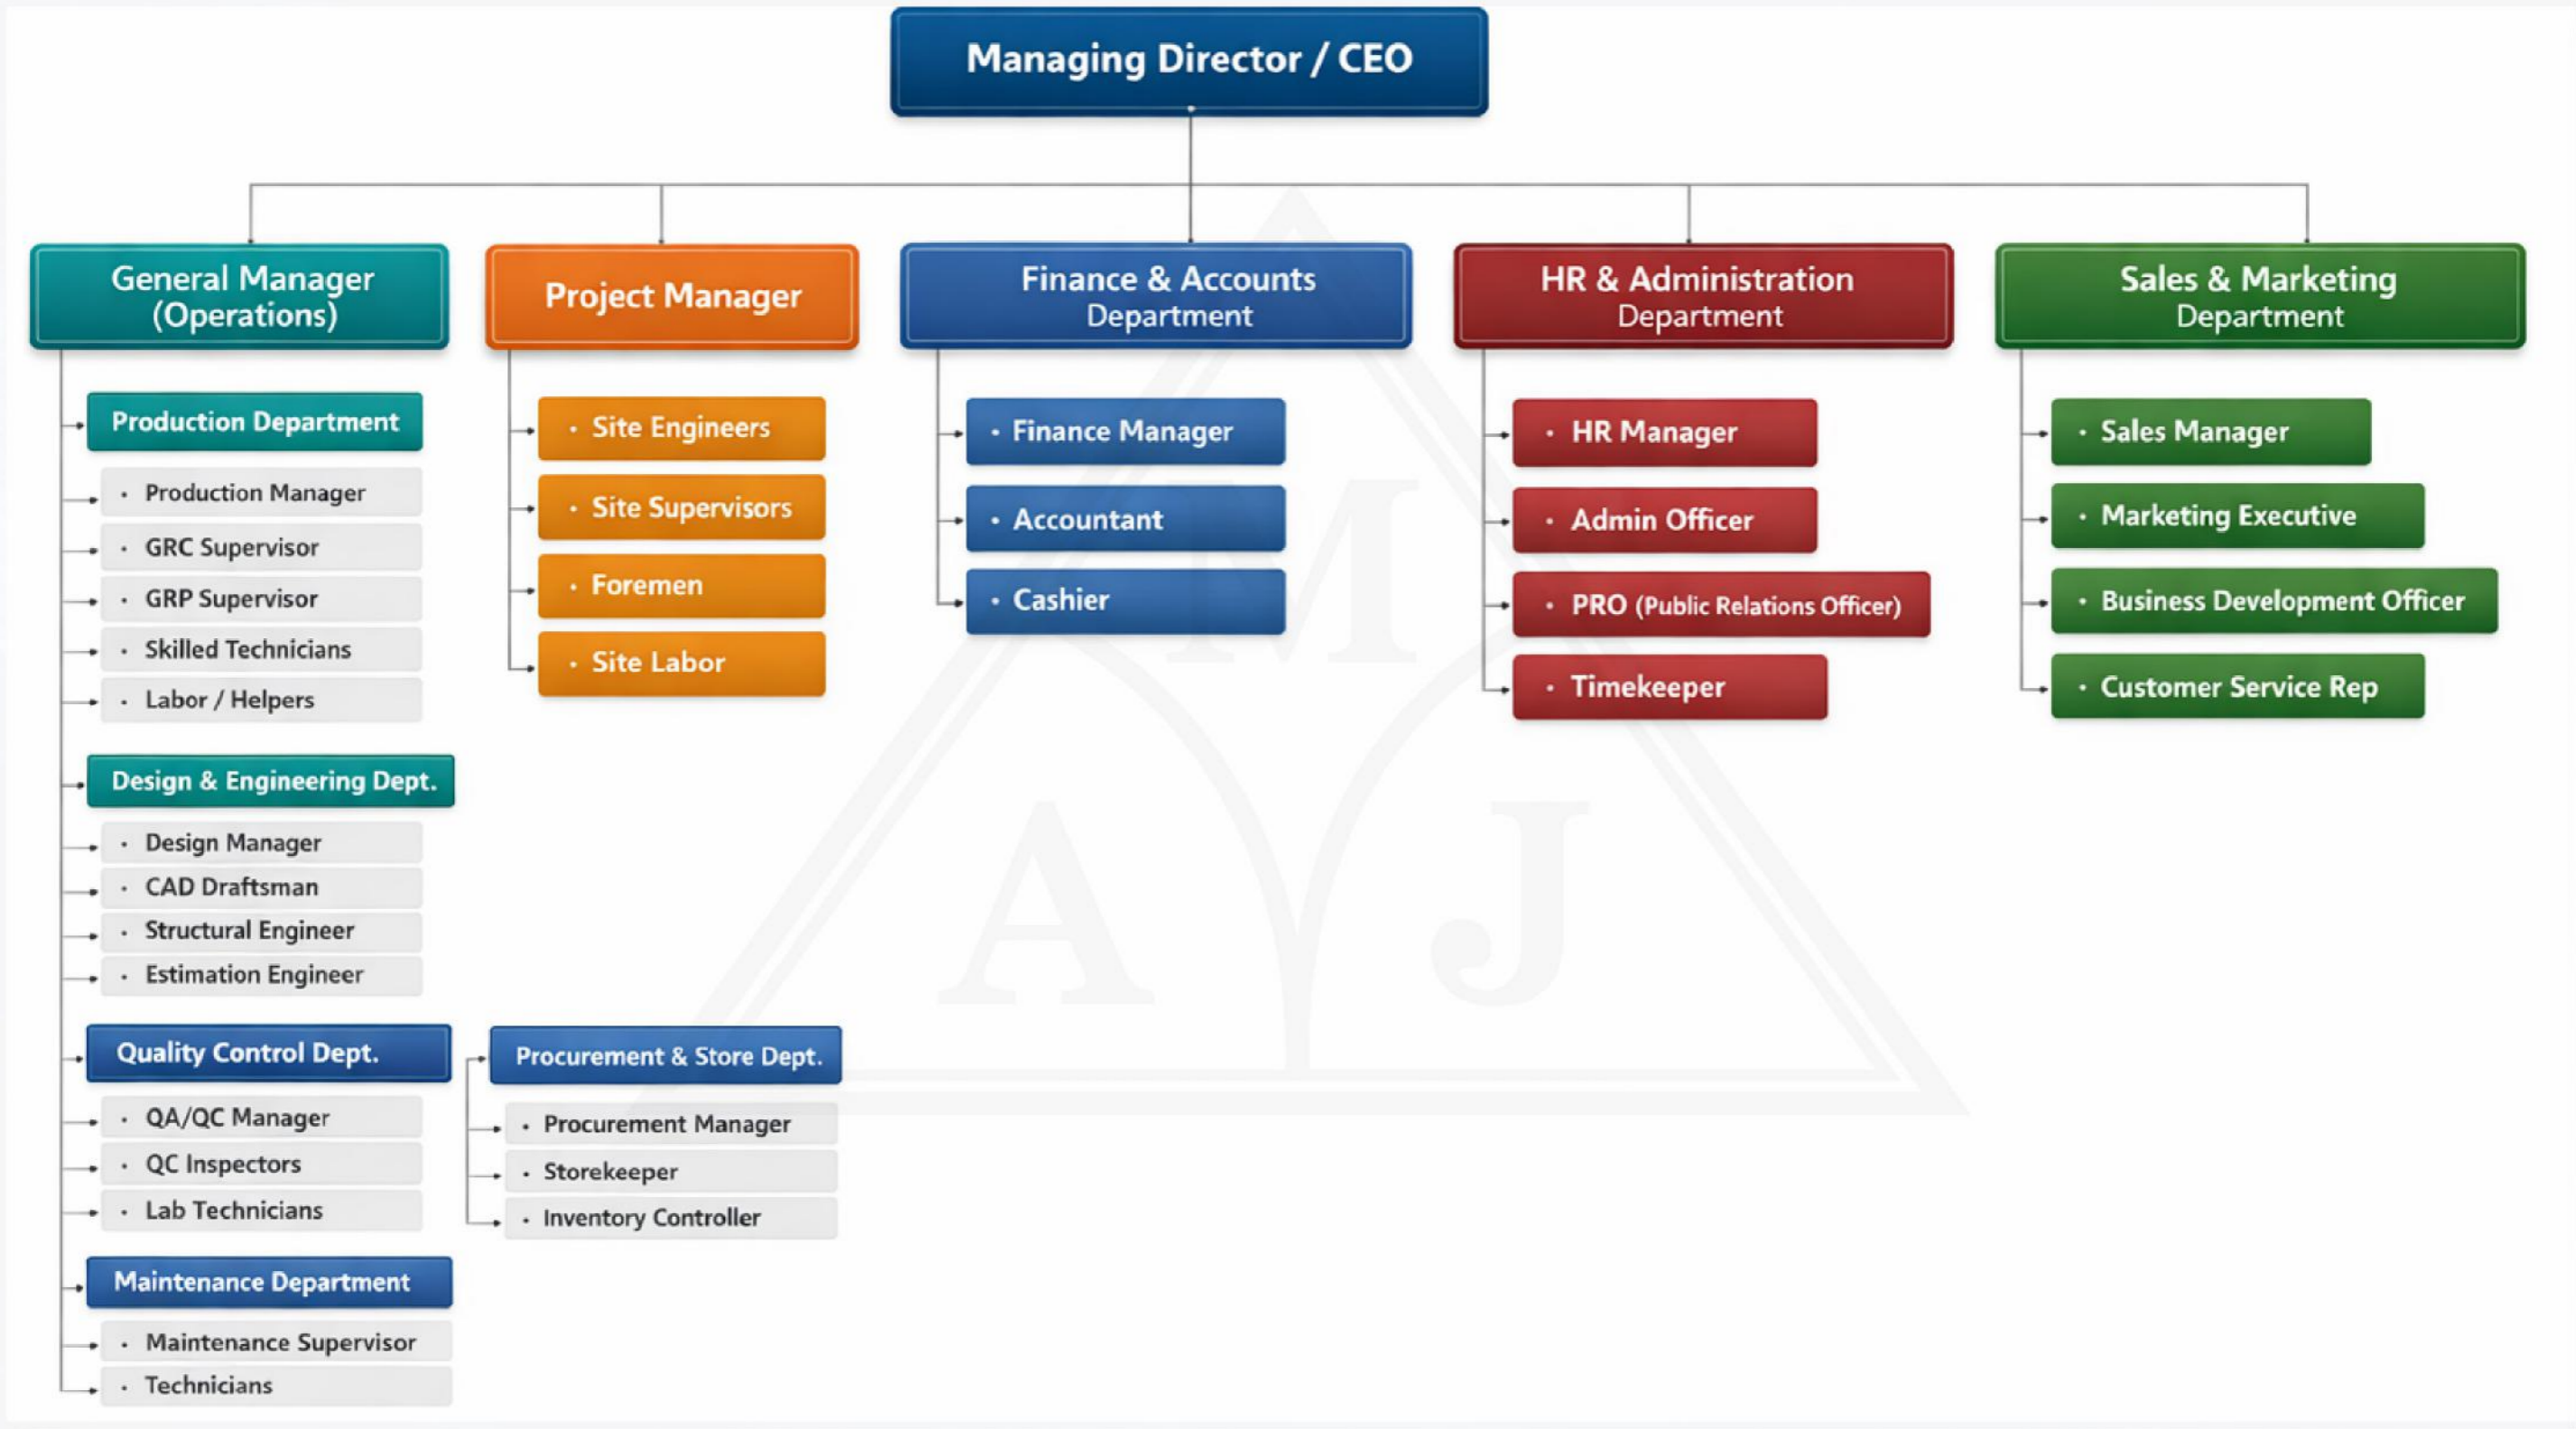 Managing Director / CEO
General Manager
(Operations)
Production Department
• Production Manager
• GRC Supervisor
• GRP Supervisor
• Skilled Technicians
• Labor / Helpers
Design & Engineering Dept.
• Design Manager
• CAD Draftsman
• Structural Engineer
• Estimation Engineer
Quality Control Dept.
• QA/QC Manager
• QC Inspectors
• Lab Technicians
Maintenance Department
• Maintenance Supervisor
• Technicians
Procurement & Store Dept.
• Procurement Manager
• Storekeeper
• Inventory Controller
Project Manager
• Site Engineers
• Site Supervisors
• Foremen
• Site Labor
Finance & Accounts
Department
• Finance Manager
• Accountant
• Cashier
HR & Administration
Department
• HR Manager
• Admin Officer
• PRO (Public Relations Officer)
• Timekeeper
Sales & Marketing
Department
• Sales Manager
• Marketing Executive
• Business Development Officer
• Customer Service Rep
M
A J